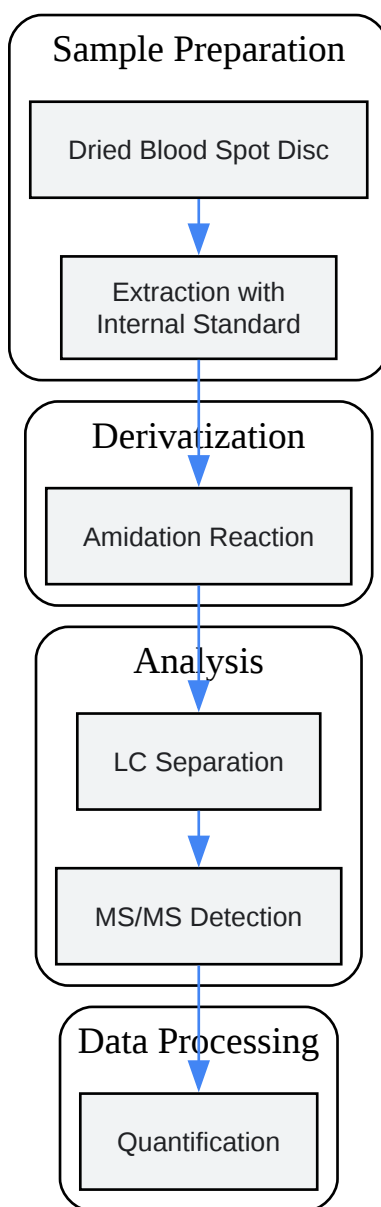 Sample Preparation
Dried Blood Spot Disc
Extraction with
Internal Standard
Derivatization
Amidation Reaction
Analysis
LC Separation
MS/MS Detection
Data Processing
Quantification